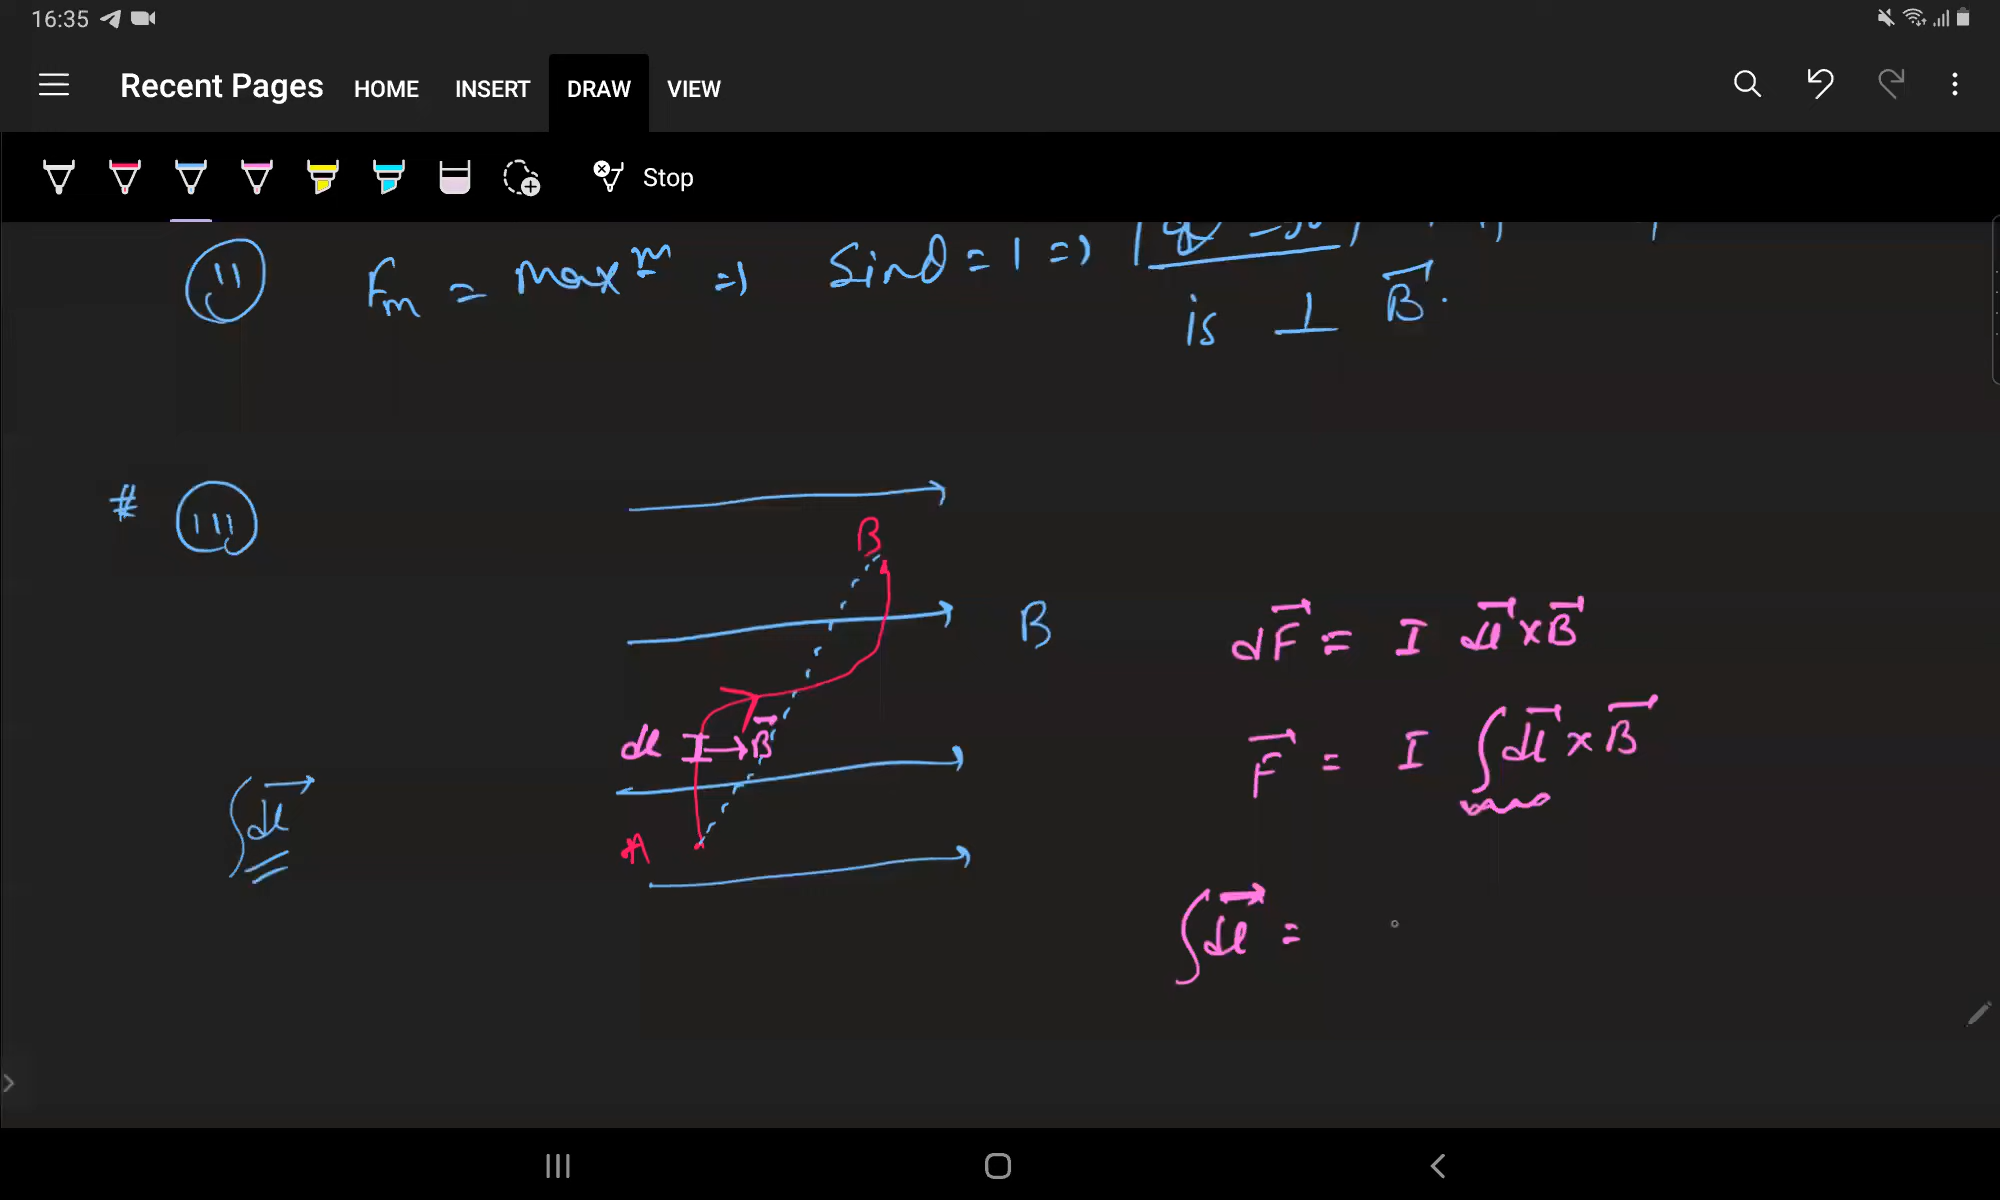 16:35
Recent Pages HOME INSERT DRAW VIEW
Stop
(ii) Fm = maxm => Sinθ = 1 =>
is ⊥ B⃗.
# (iii)
B
B
dF⃗ = I dl⃗ × B⃗
dl I → B⃗
F⃗ = I ∫dl⃗ × B⃗
∫dl⃗
A
∫dl⃗ =